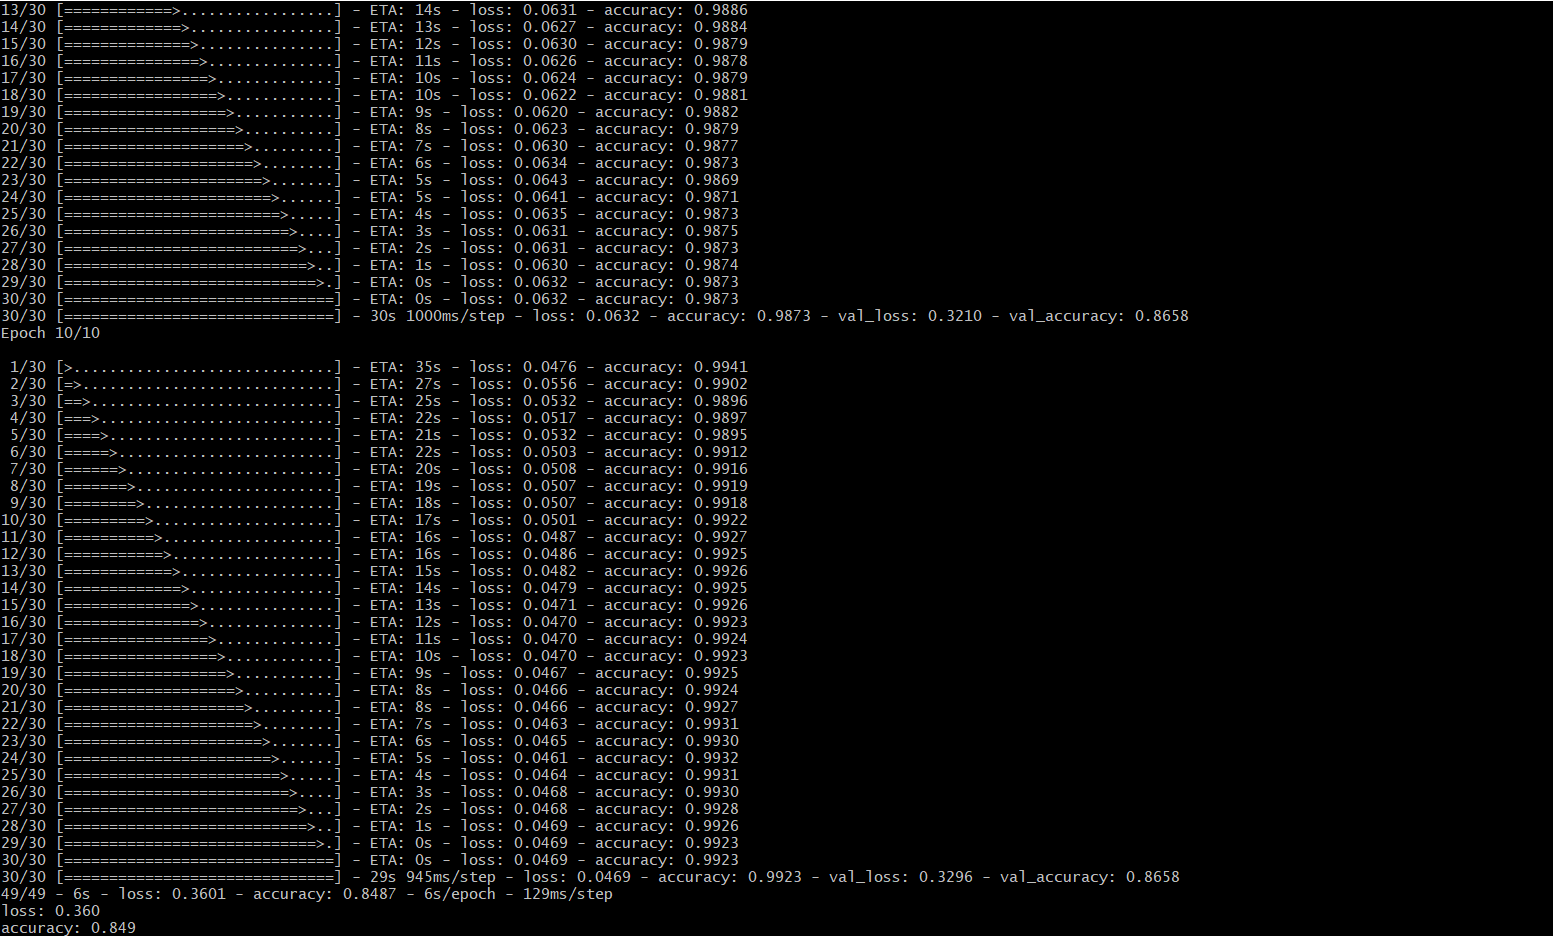 13/30 [============>.................] - ETA: 14s - loss: 0.0631 - accuracy: 0.9886
14/30 [=============>................] - ETA: 13s - loss: 0.0627 - accuracy: 0.9884
15/30 [==============>...............] - ETA: 12s - loss: 0.0630 - accuracy: 0.9879
16/30 [===============>..............] - ETA: 11s - loss: 0.0626 - accuracy: 0.9878
17/30 [================>.............] - ETA: 10s - loss: 0.0624 - accuracy: 0.9879
18/30 [=================>............] - ETA: 10s - loss: 0.0622 - accuracy: 0.9881
19/30 [==================>...........] - ETA: 9s - loss: 0.0620 - accuracy: 0.9882
20/30 [===================>..........] - ETA: 8s - loss: 0.0623 - accuracy: 0.9879
21/30 [====================>.........] - ETA: 7s - loss: 0.0630 - accuracy: 0.9877
22/30 [=====================>........] - ETA: 6s - loss: 0.0634 - accuracy: 0.9873
23/30 [======================>.......] - ETA: 5s - loss: 0.0643 - accuracy: 0.9869
24/30 [=======================>......] - ETA: 5s - loss: 0.0641 - accuracy: 0.9871
25/30 [========================>.....] - ETA: 4s - loss: 0.0635 - accuracy: 0.9873
26/30 [=========================>....] - ETA: 3s - loss: 0.0631 - accuracy: 0.9875
27/30 [==========================>...] - ETA: 2s - loss: 0.0631 - accuracy: 0.9873
28/30 [===========================>..] - ETA: 1s - loss: 0.0630 - accuracy: 0.9874
29/30 [============================>.] - ETA: 0s - loss: 0.0632 - accuracy: 0.9873
30/30 [==============================] - ETA: 0s - loss: 0.0632 - accuracy: 0.9873
30/30 [==============================] - 30s 1000ms/step - loss: 0.0632 - accuracy: 0.9873 - val_loss: 0.3210 - val_accuracy: 0.8658
Epoch 10/10
1/30 [>.............................] - ETA: 35s - loss: 0.0476 - accuracy: 0.9941
2/30 [=>............................] - ETA: 27s - loss: 0.0556 - accuracy: 0.9902
3/30 [==>...........................] - ETA: 25s - loss: 0.0532 - accuracy: 0.9896
4/30 [===>..........................] - ETA: 22s - loss: 0.0517 - accuracy: 0.9897
5/30 [====>.........................] - ETA: 21s - loss: 0.0532 - accuracy: 0.9895
6/30 [=====>........................] - ETA: 22s - loss: 0.0503 - accuracy: 0.9912
7/30 [======>.......................] - ETA: 20s - loss: 0.0508 - accuracy: 0.9916
8/30 [=======>......................] - ETA: 19s - loss: 0.0507 - accuracy: 0.9919
9/30 [========>.....................] - ETA: 18s - loss: 0.0507 - accuracy: 0.9918
10/30 [=========>....................] - ETA: 17s - loss: 0.0501 - accuracy: 0.9922
11/30 [==========>...................] - ETA: 16s - loss: 0.0487 - accuracy: 0.9927
12/30 [===========>..................] - ETA: 16s - loss: 0.0486 - accuracy: 0.9925
13/30 [============>.................] - ETA: 15s - loss: 0.0482 - accuracy: 0.9926
14/30 [=============>................] - ETA: 14s - loss: 0.0479 - accuracy: 0.9925
15/30 [==============>...............] - ETA: 13s - loss: 0.0471 - accuracy: 0.9926
16/30 [===============>..............] - ETA: 12s - loss: 0.0470 - accuracy: 0.9923
17/30 [================>.............] - ETA: 11s - loss: 0.0470 - accuracy: 0.9924
18/30 [=================>............] - ETA: 10s - loss: 0.0470 - accuracy: 0.9923
19/30 [==================>...........] - ETA: 9s - loss: 0.0467 - accuracy: 0.9925
20/30 [===================>..........] - ETA: 8s - loss: 0.0466 - accuracy: 0.9924
21/30 [====================>.........] - ETA: 8s - loss: 0.0466 - accuracy: 0.9927
22/30 [=====================>........] - ETA: 7s - loss: 0.0463 - accuracy: 0.9931
23/30 [======================>.......] - ETA: 6s - loss: 0.0465 - accuracy: 0.9930
24/30 [=======================>......] - ETA: 5s - loss: 0.0461 - accuracy: 0.9932
25/30 [========================>.....] - ETA: 4s - loss: 0.0464 - accuracy: 0.9931
26/30 [=========================>....] - ETA: 3s - loss: 0.0468 - accuracy: 0.9930
27/30 [==========================>...] - ETA: 2s - loss: 0.0468 - accuracy: 0.9928
28/30 [===========================>..] - ETA: 1s - loss: 0.0469 - accuracy: 0.9926
29/30 [============================>.] - ETA: 0s - loss: 0.0469 - accuracy: 0.9923
30/30 [==============================] - ETA: 0s - loss: 0.0469 - accuracy: 0.9923
30/30 [==============================] - 29s 945ms/step - loss: 0.0469 - accuracy: 0.9923 - val_loss: 0.3296 - val_accuracy: 0.8658
49/49 - 6s - loss: 0.3601 - accuracy: 0.8487 - 6s/epoch - 129ms/step
loss: 0.360
accuracy: 0.849